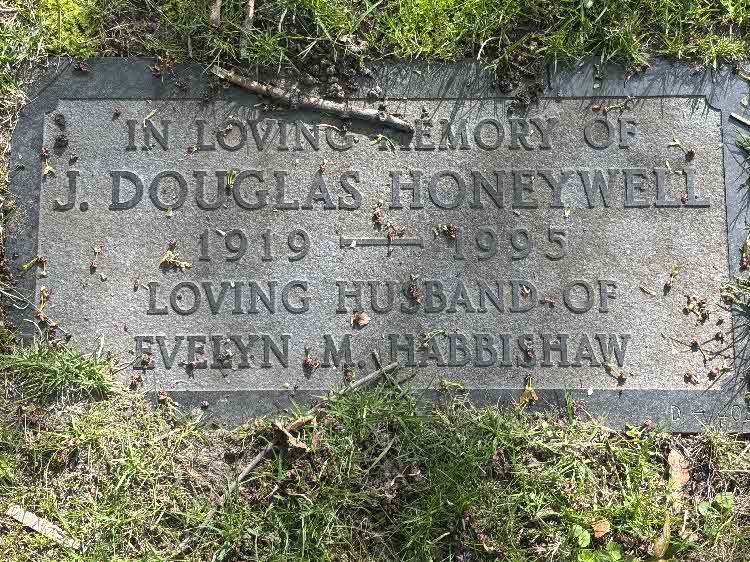 IN LOVING MEMORY OF
J. DOUGLAS HONEYWELL
1919 — 1995
LOVING HUSBAND OF
EVELYN M. HABBISHAW